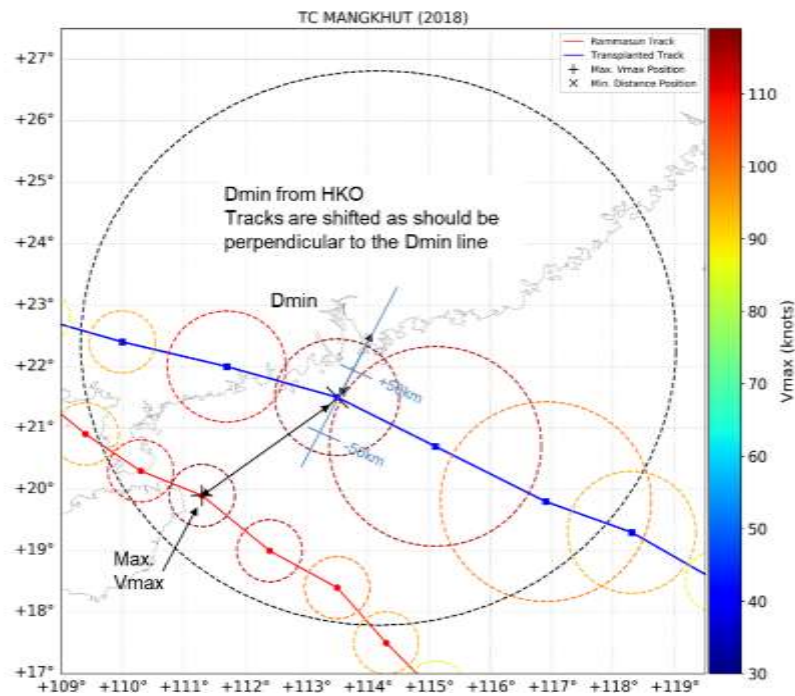 TC MANGKHUT (2018)
Rammasun Track
Transplanted Track
Max. Vmax Position
Min. Distance Position
+27°
+26°
+25°
+24°
+23°
+22°
+21°
+20°
+19°
+18°
+17°
Dmin from HKO
Tracks are shifted as should be
perpendicular to the Dmin line
Dmin
+50km
-50km
Max.
Vmax
+109° +110° +111° +112° +113° +114° +115° +116° +117° +118° +119°
110
100
90
80
70
60
50
40
30
Vmax (knots)